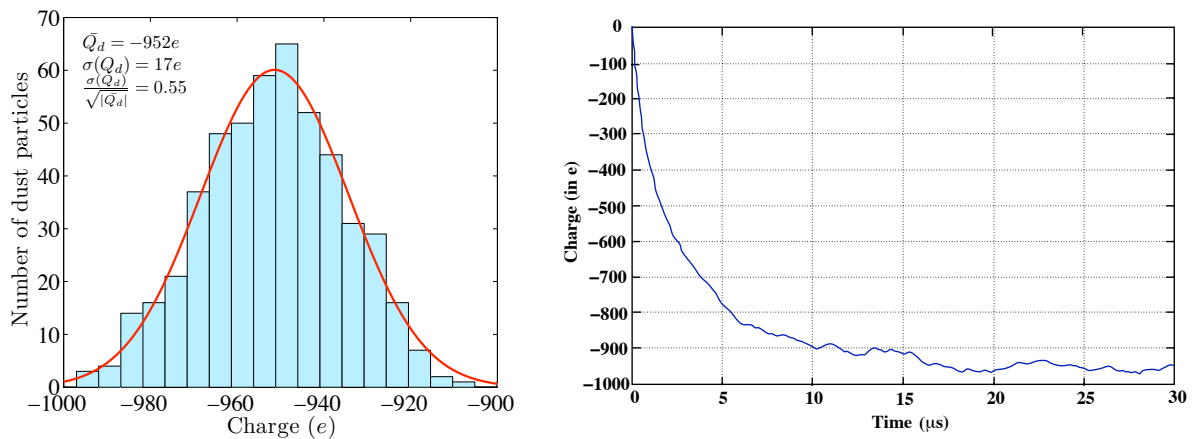 70
60
50
40
30
20
10
0
Number of dust particles
Q̄_d = −952e
σ(Q_d) = 17e
σ(Q_d)/√|Q̄_d| = 0.55
−1000 −980 −960 −940 −920 −900
Charge (e)
0
−100
−200
−300
−400
−500
−600
−700
−800
−900
−1000
Charge (in e)
0 5 10 15 20 25 30
Time (μs)